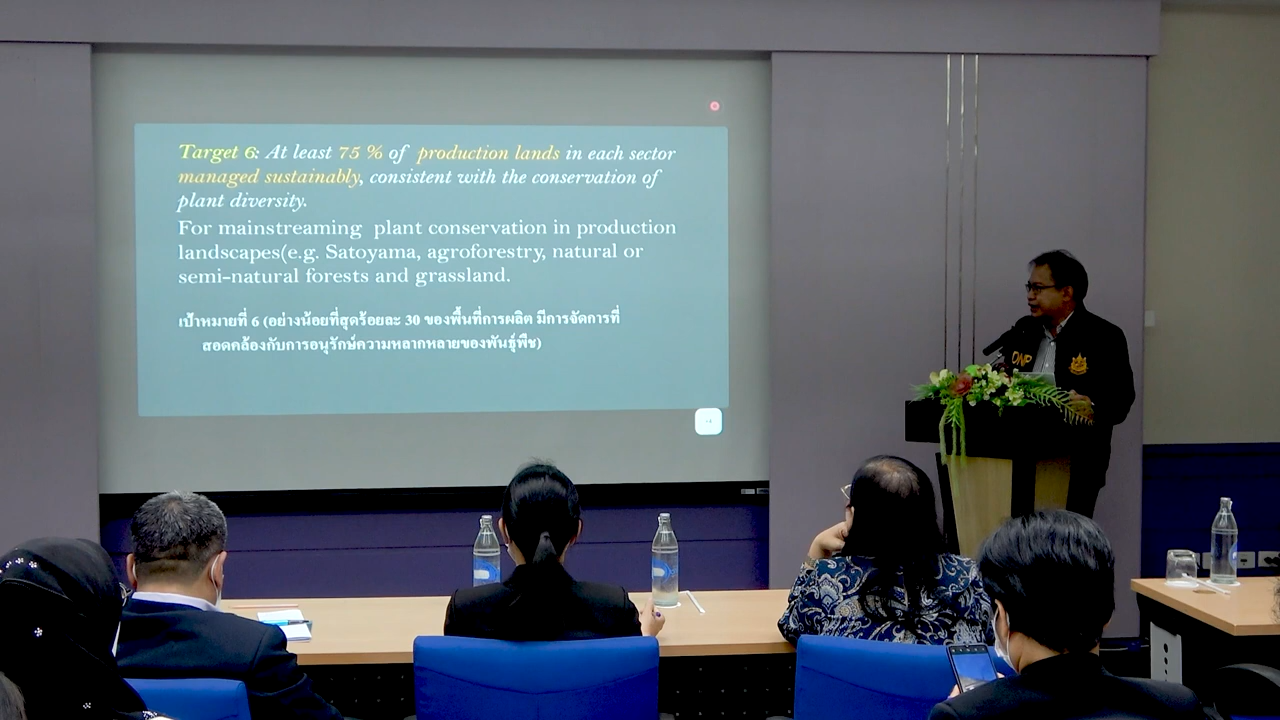 Target 6: At least 75 % of production lands in each sector
managed sustainably, consistent with the conservation of
plant diversity.
For mainstreaming plant conservation in production
landscapes(e.g. Satoyama, agroforestry, natural or
semi-natural forests and grassland.
เป้าหมายที่ 6 (อย่างน้อยที่สุดร้อยละ 30 ของพื้นที่การผลิต มีการจัดการที่
สอดคล้องกับการอนุรักษ์ความหลากหลายของพันธุ์พืช)
DNP